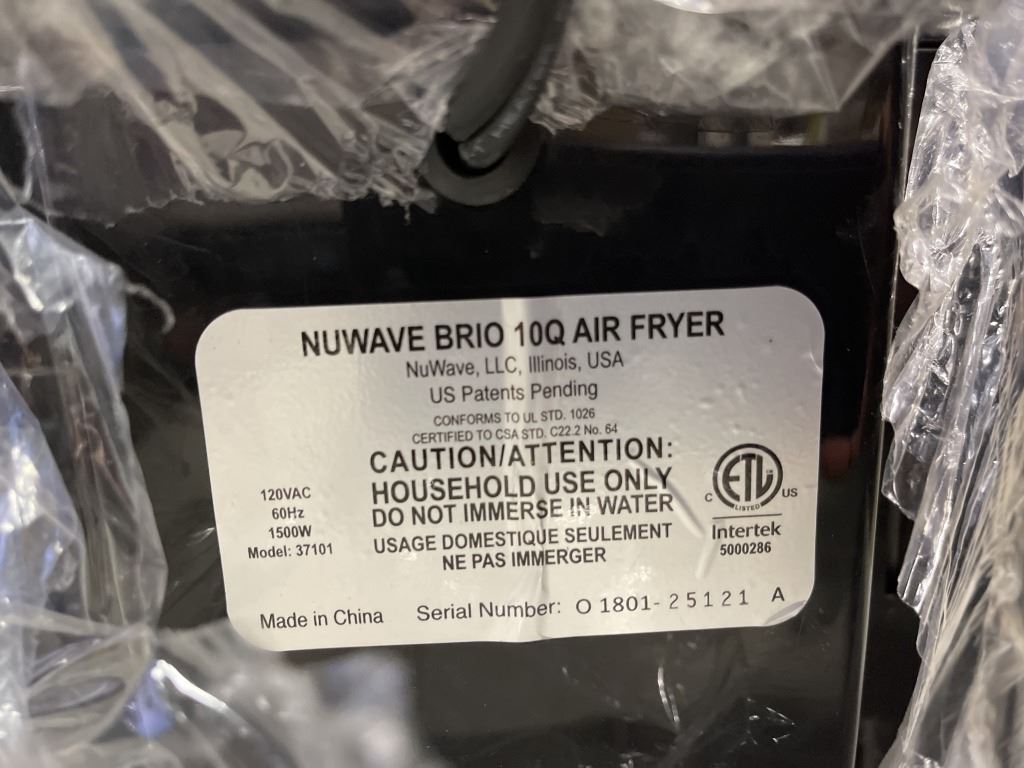 NUWAVE BRIO 10Q AIR FRYER
NuWave, LLC, Illinois, USA
US Patents Pending
CONFORMS TO UL STD. 1026
CERTIFIED TO CSA STD. C22.2 No. 64
CAUTION/ATTENTION:
HOUSEHOLD USE ONLY
DO NOT IMMERSE IN WATER
USAGE DOMESTIQUE SEULEMENT
NE PAS IMMERGER
120VAC
60Hz
1500W
Model: 37101
C ETL US
LISTED
Intertek
5000286
Made in China
Serial Number: O 1801- 25121 A